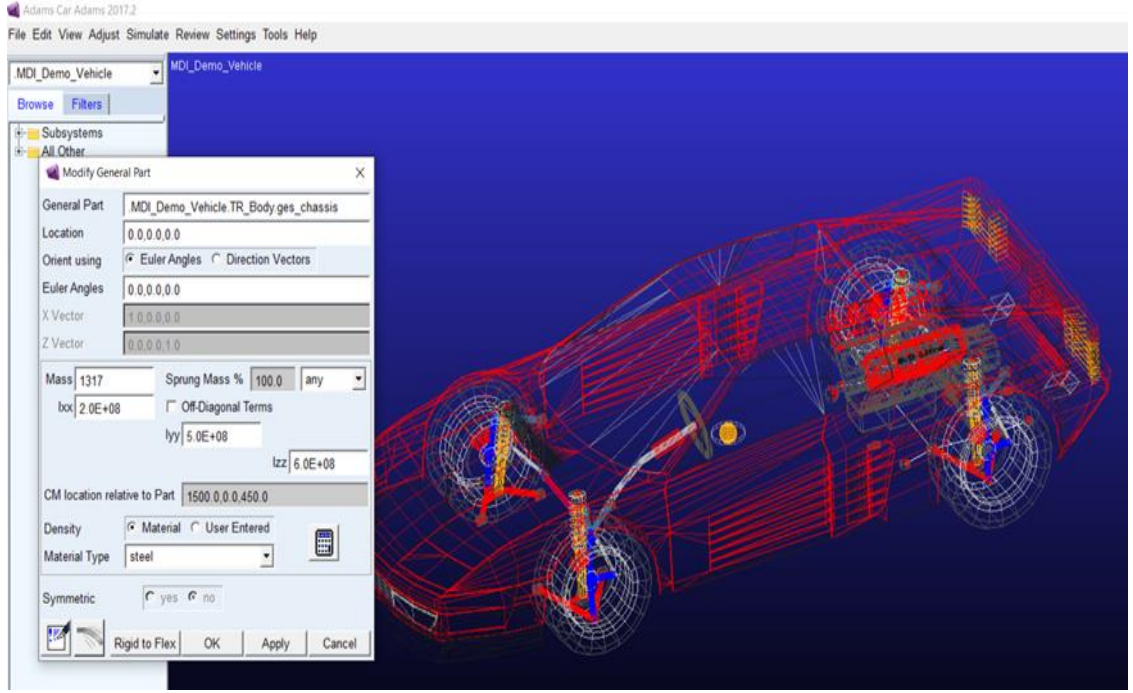 Adams Car Adams 2017.2
File Edit View Adjust Simulate Review Settings Tools Help
.MDI_Demo_Vehicle
MDI_Demo_Vehicle
Browse Filters
Subsystems
All Other
Modify General Part
General Part .MDI_Demo_Vehicle.TR_Body.ges_chassis
Location 0.0,0.0,0.0
Orient using Euler Angles Direction Vectors
Euler Angles 0.0,0.0,0.0
X Vector 1.0,0.0,0.0
Z Vector 0.0,0.0,1.0
Mass 1317 Sprung Mass % 100.0 any
Ixx 2.0E+08 Off-Diagonal Terms
Iyy 5.0E+08
Izz 6.0E+08
CM location relative to Part 1500.0,0.0,450.0
Density Material User Entered
Material Type steel
Symmetric yes no
Rigid to Flex OK Apply Cancel